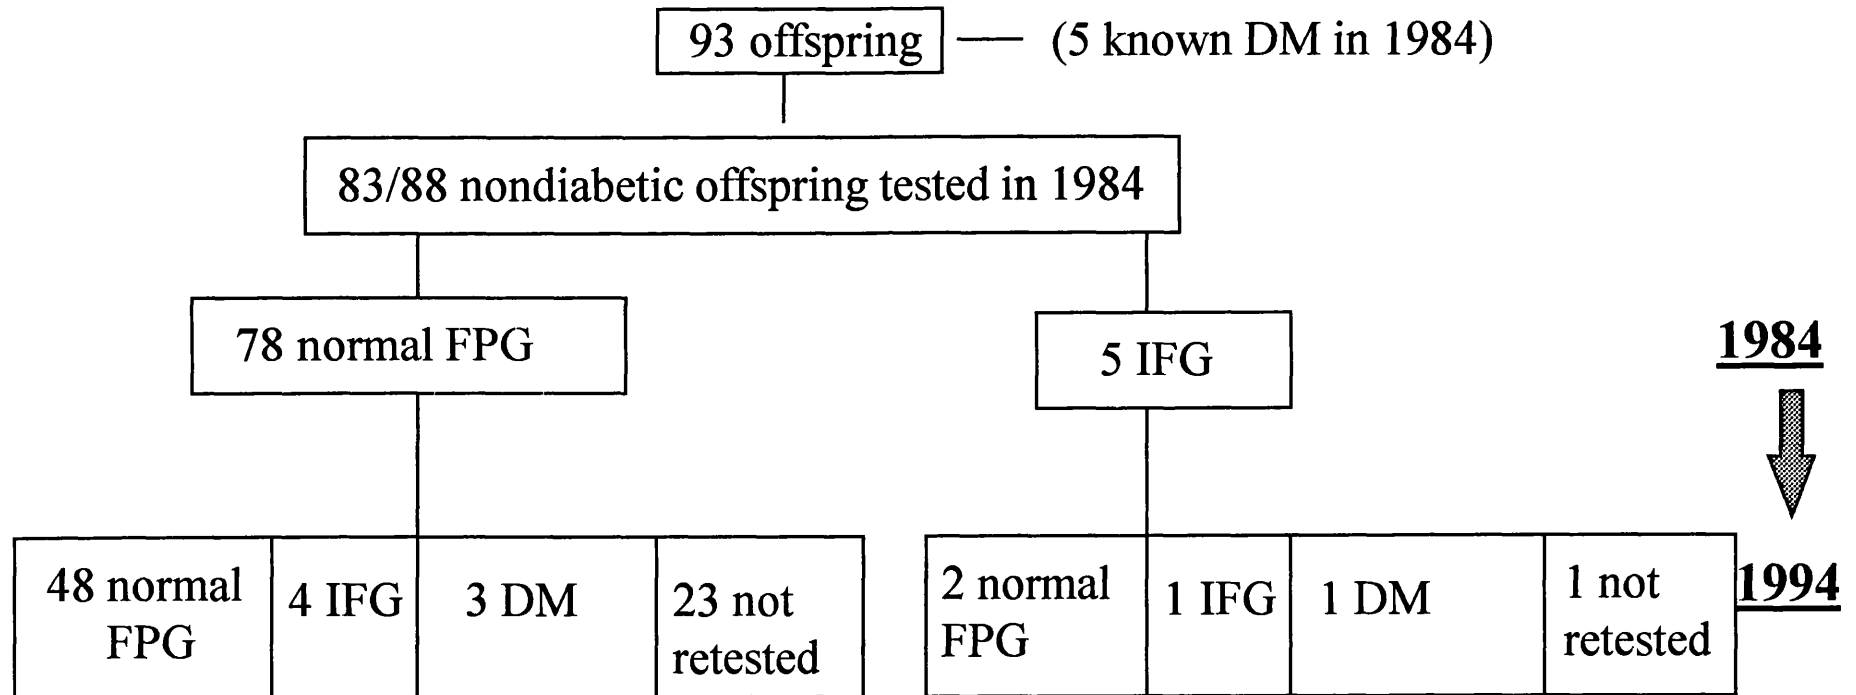 93 offspring
(5 known DM in 1984)
83/88 nondiabetic offspring tested in 1984
78 normal FPG
5 IFG
1984
48 normal
FPG
4 IFG
3 DM
23 not
retested
2 normal
FPG
1 IFG
1 DM
1 not
retested
1994